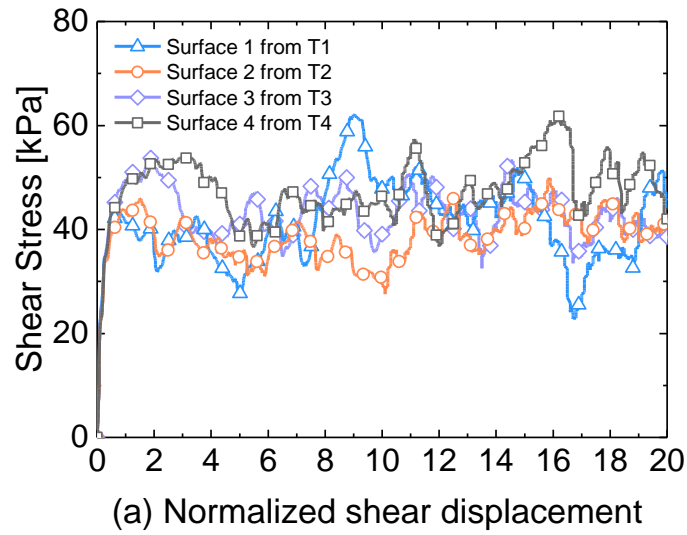 80
60
40
20
0
Shear Stress [kPa]
Surface 1 from T1
Surface 2 from T2
Surface 3 from T3
Surface 4 from T4
0 2 4 6 8 10 12 14 16 18 20
(a) Normalized shear displacement